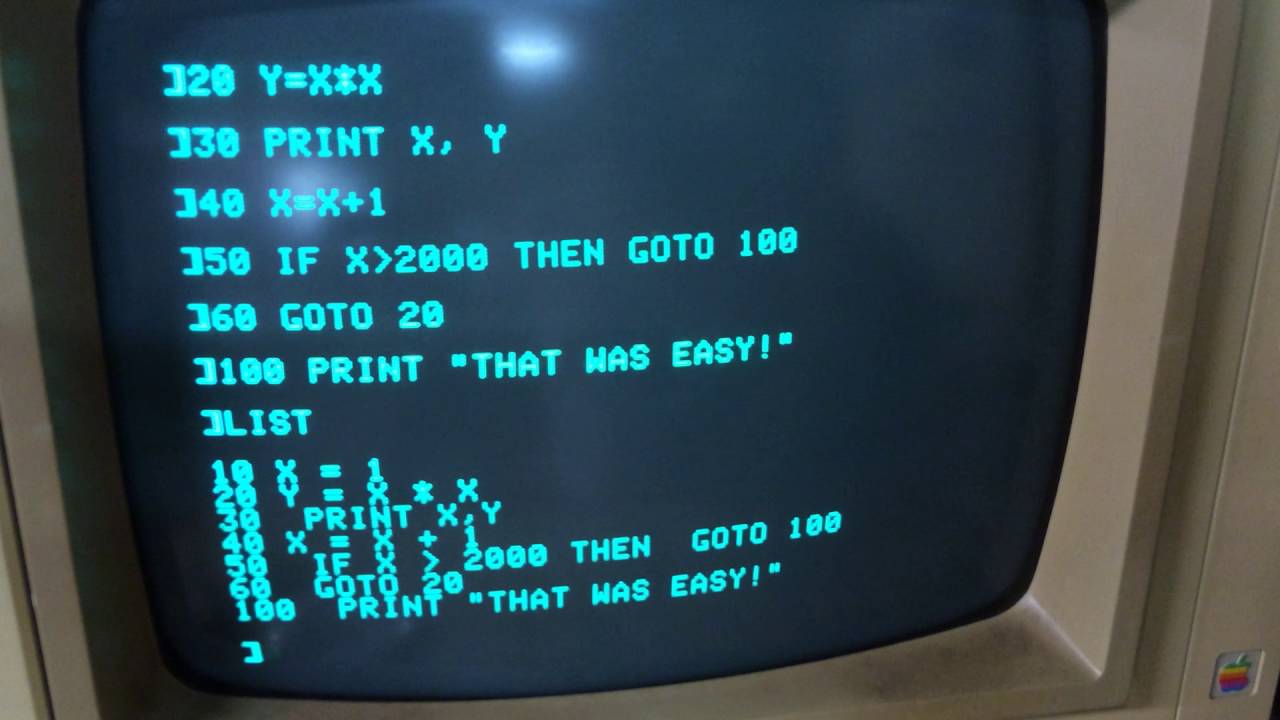 ]20 Y=X*X
]30 PRINT X, Y
]40 X=X+1
]50 IF X>2000 THEN GOTO 100
]60 GOTO 20
]100 PRINT "THAT WAS EASY!"
]LIST
10 X = 1
20 Y = X * X
30 PRINT X,Y
40 X = X + 1
50 IF X > 2000 THEN GOTO 100
60 GOTO 20
100 PRINT "THAT WAS EASY!"
]